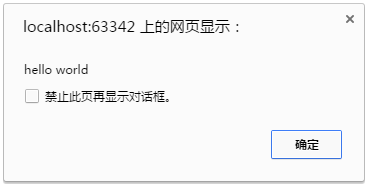 localhost:63342 上的网页显示：
hello world
禁止此页再显示对话框。
确定